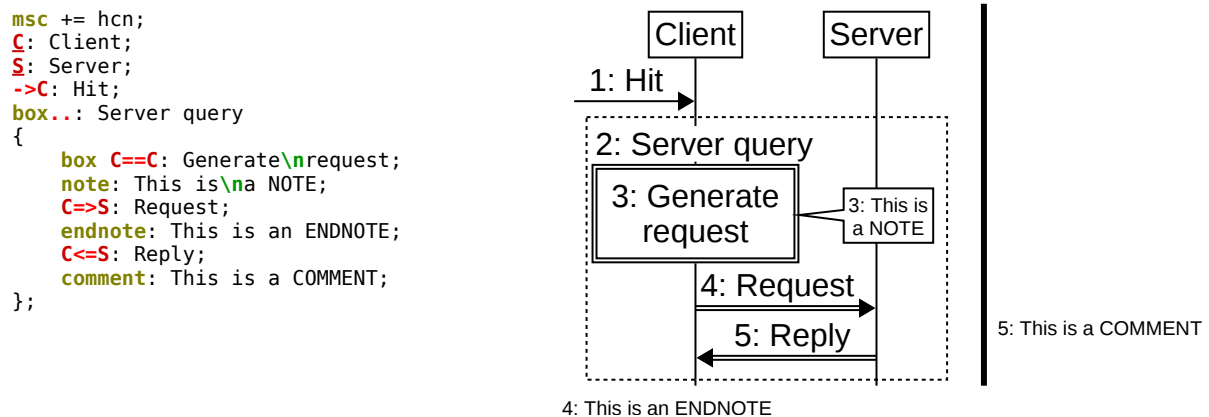 msc += hcn;
C: Client;
S: Server;
->C: Hit;
box..: Server query
{
    box C==C: Generate\nrequest;
    note: This is\na NOTE;
    C=>S: Request;
    endnote: This is an ENDNOTE;
    C<=S: Reply;
    comment: This is a COMMENT;
};
Client
Server
1: Hit
2: Server query
3: Generate
request
3: This is
a NOTE
4: Request
5: Reply
5: This is a COMMENT
4: This is an ENDNOTE